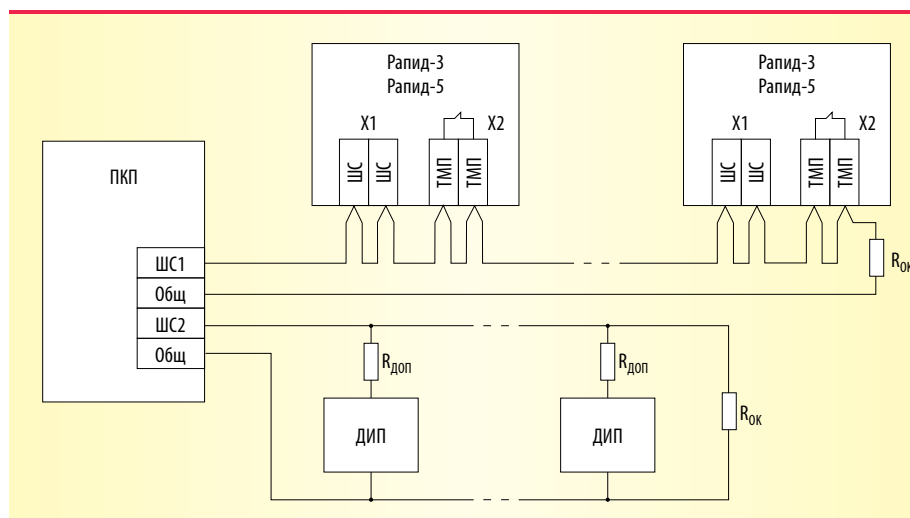 Рапид-3
Рапид-5
X1
X2
ШС
ШС
ТМП
ТМП
Рапид-3
Рапид-5
X1
X2
ШС
ШС
ТМП
ТМП
ПКП
ШС1
Общ
ШС2
Общ
Rок
Rдоп
Rдоп
Rок
ДИП
ДИП